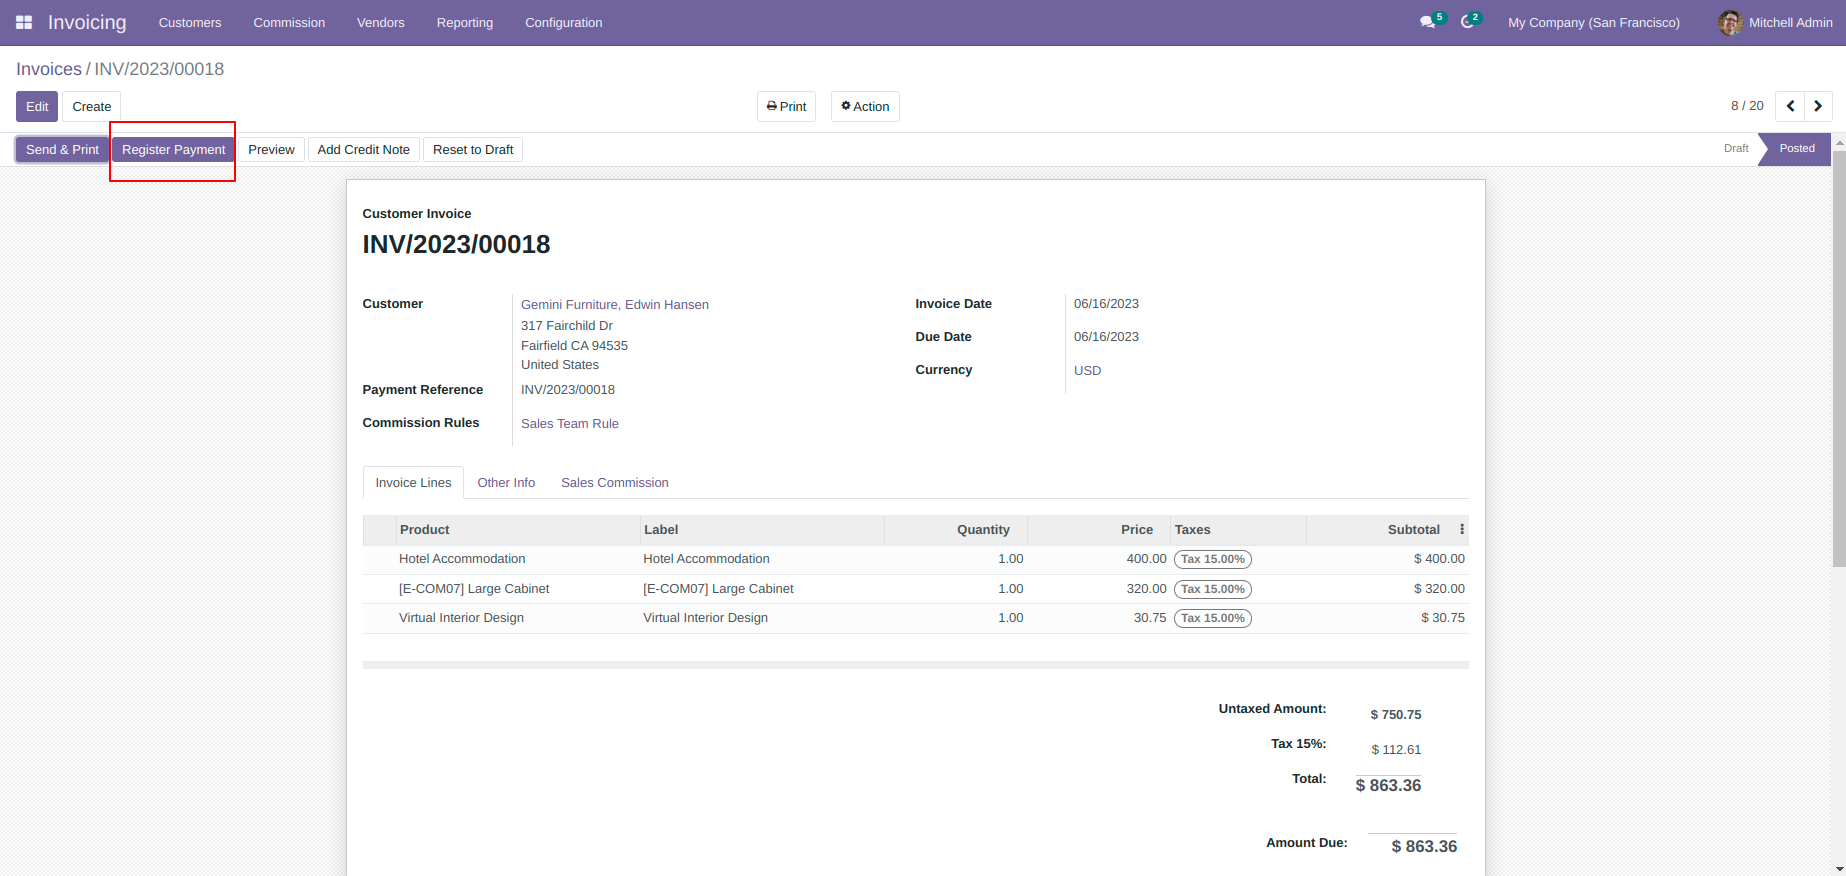 Invoicing Customers Commission Vendors Reporting Configuration 5 2 My Company (San Francisco) Mitchell Admin
Invoices / INV/2023/00018
Edit Create Print Action 8 / 20
Send & Print Register Payment Preview Add Credit Note Reset to Draft Draft Posted
Customer Invoice
INV/2023/00018
Customer Gemini Furniture, Edwin Hansen Invoice Date 06/16/2023
317 Fairchild Dr
Fairfield CA 94535 Due Date 06/16/2023
United States Currency USD
Payment Reference INV/2023/00018
Commission Rules Sales Team Rule
Invoice Lines Other Info Sales Commission
Product Label Quantity Price Taxes Subtotal
Hotel Accommodation Hotel Accommodation 1.00 400.00 Tax 15.00% $ 400.00
[E-COM07] Large Cabinet [E-COM07] Large Cabinet 1.00 320.00 Tax 15.00% $ 320.00
Virtual Interior Design Virtual Interior Design 1.00 30.75 Tax 15.00% $ 30.75
Untaxed Amount: $ 750.75
Tax 15%: $ 112.61
Total: $ 863.36
Amount Due: $ 863.36